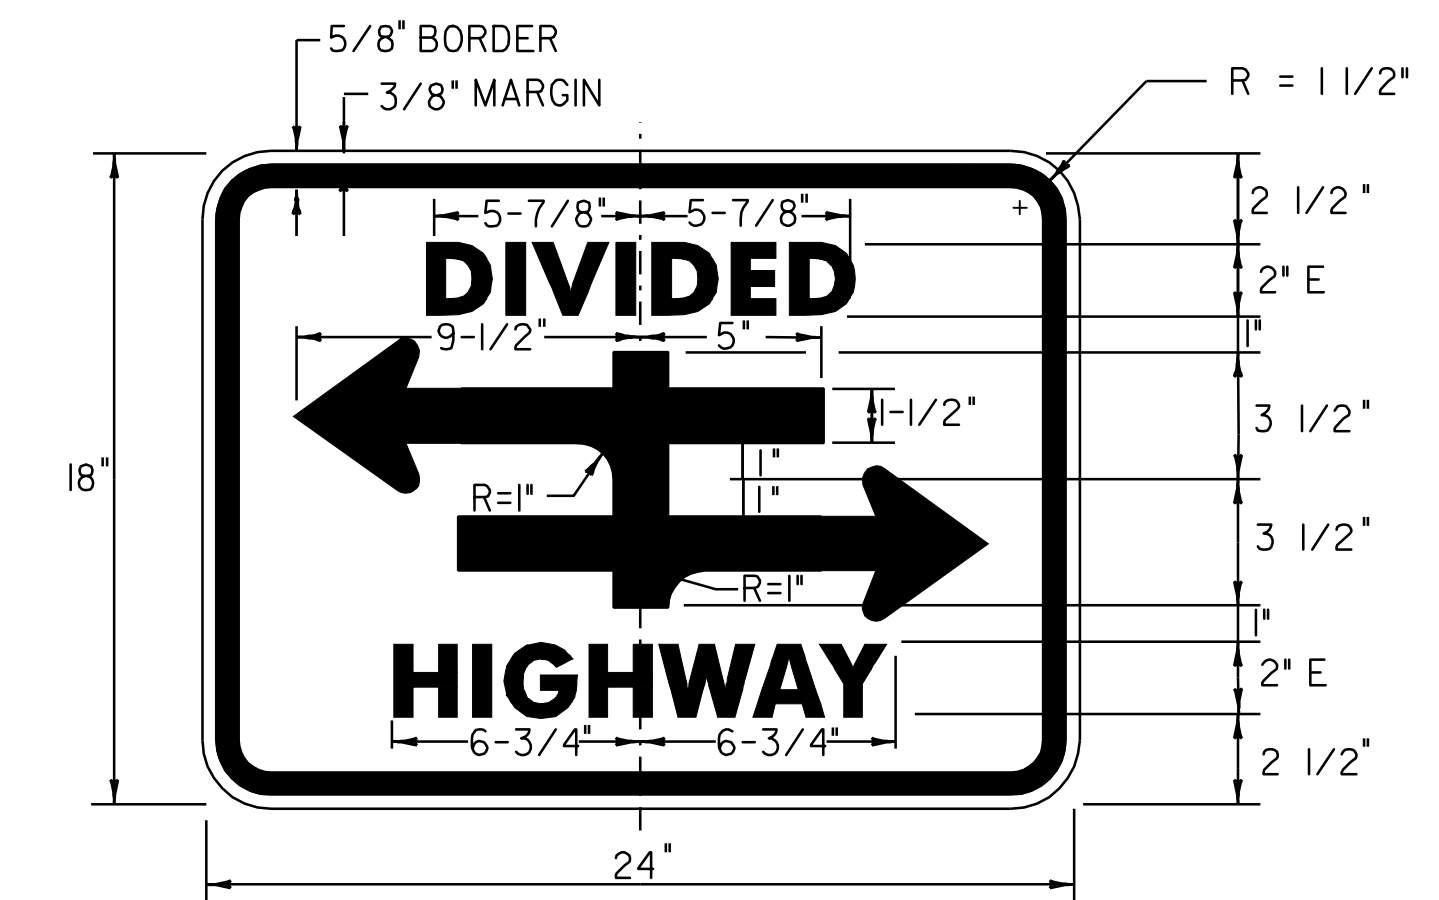 5/8" BORDER
3/8" MARGIN
R = 1 1/2"
5-7/8" 5-7/8"
2 1/2"
DIVIDED
2" E
9-1/2" 5"
1"
1-1/2"
3 1/2"
18"
1"
R=1"
1"
3 1/2"
R=1"
1"
HIGHWAY
2" E
6-3/4" 6-3/4"
2 1/2"
24"